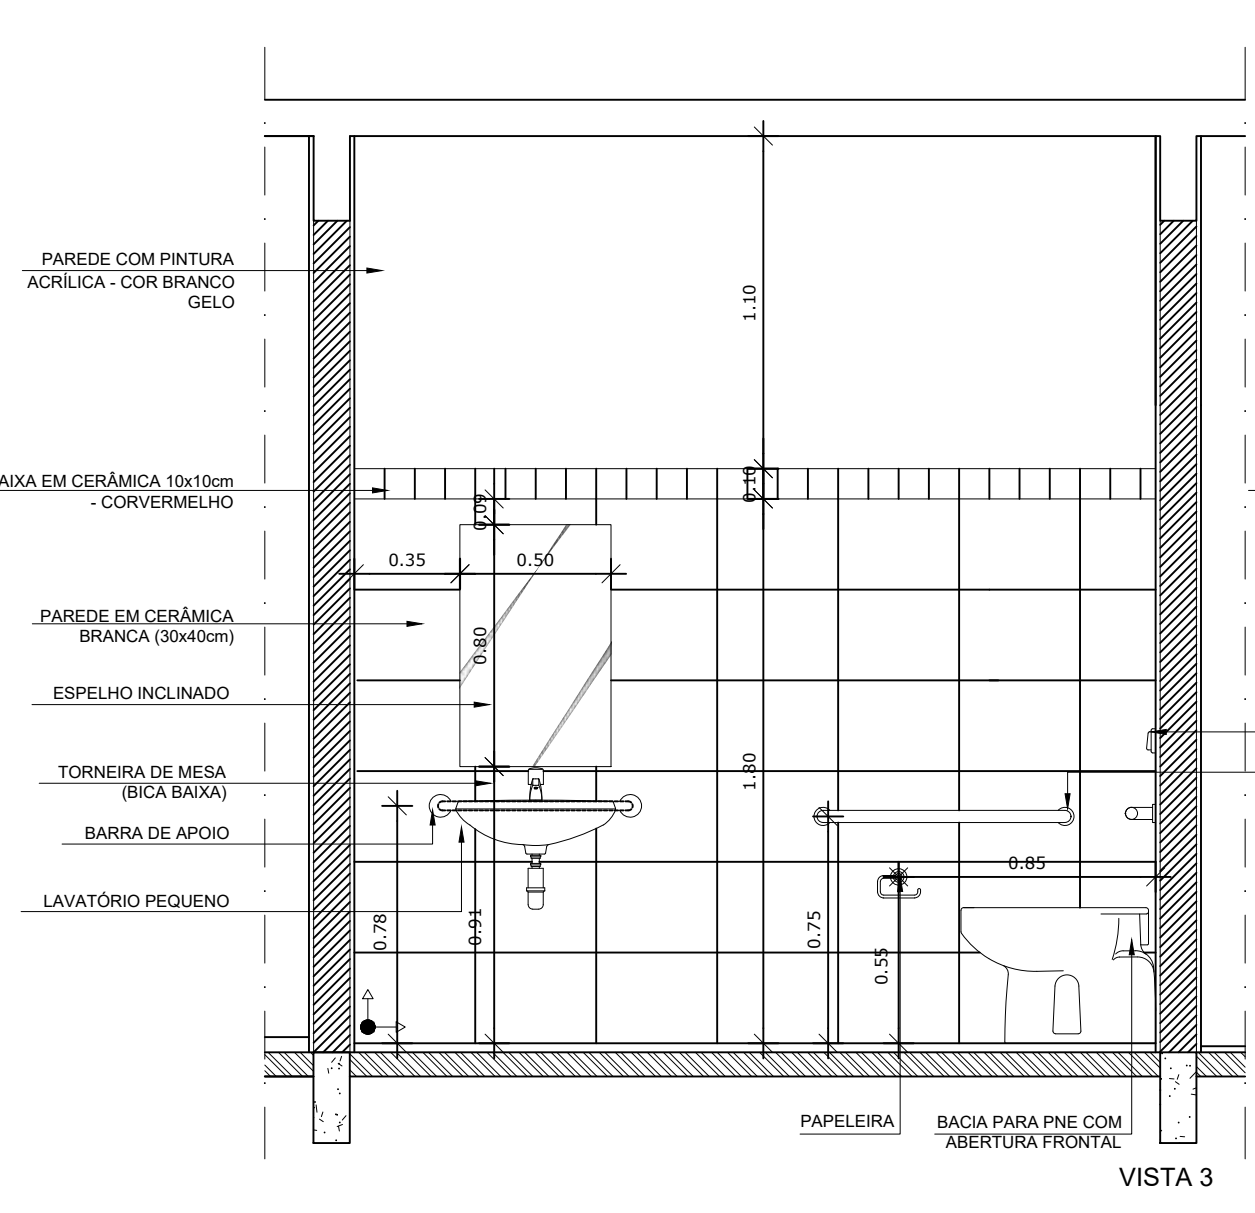 PAREDE COM PINTURA
ACRÍLICA - COR BRANCO
GELO
1.10
AIXA EM CERÂMICA 10x10cm
- CORVERMELHO
0.10
0.09
0.35
0.50
PAREDE EM CERÂMICA
BRANCA (30x40cm)
0.80
ESPELHO INCLINADO
TORNEIRA DE MESA
(BICA BAIXA)
1.80
BARRA DE APOIO
0.85
LAVATÓRIO PEQUENO
0.78
0.91
0.75
0.55
PAPELEIRA
BACIA PARA PNE COM
ABERTURA FRONTAL
VISTA 3